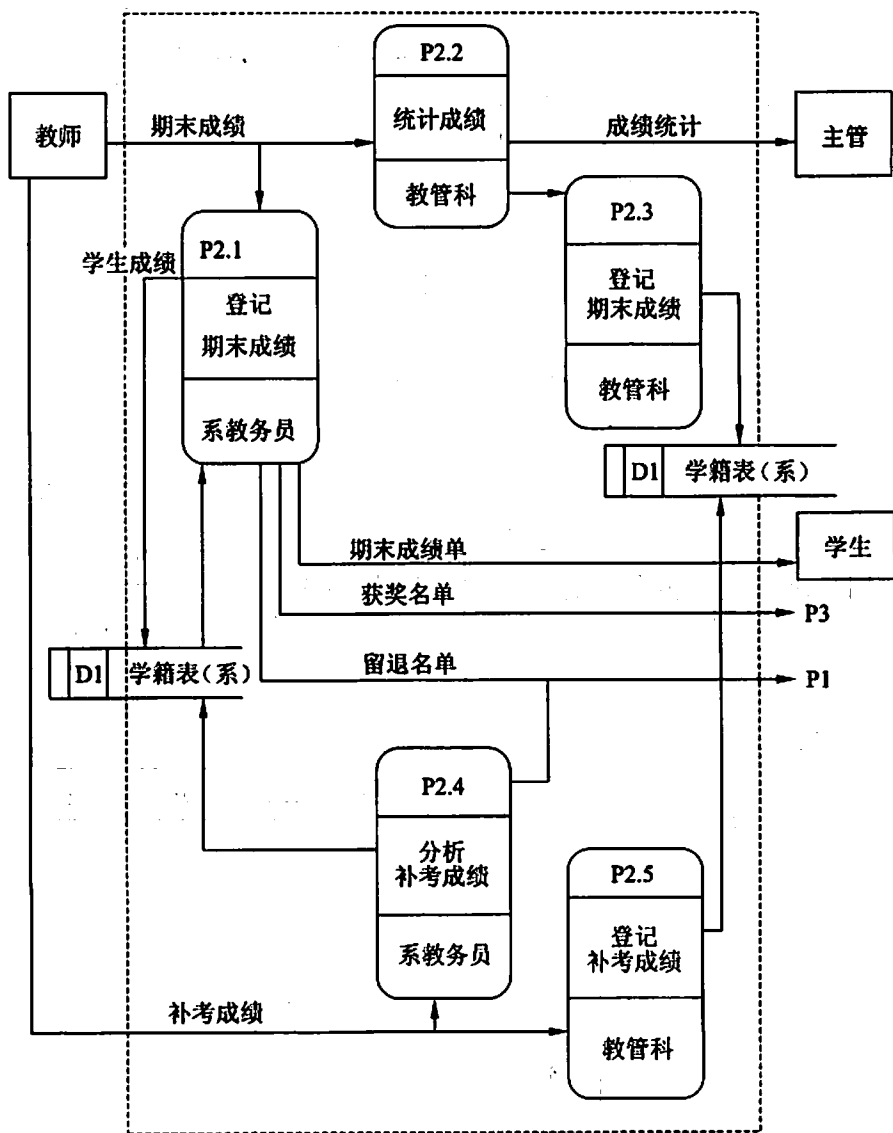 P2.2
教师
期末成绩
统计成绩
成绩统计
主管
教管科
P2.3
P2.1
学生成绩
登记
期末成绩
登记
期末成绩
教管科
系教务员
D1
学籍表(系)
期末成绩单
学生
获奖名单
P3
D1
学籍表(系)
留退名单
P1
P2.4
分析
补考成绩
P2.5
登记
补考成绩
系教务员
补考成绩
教管科